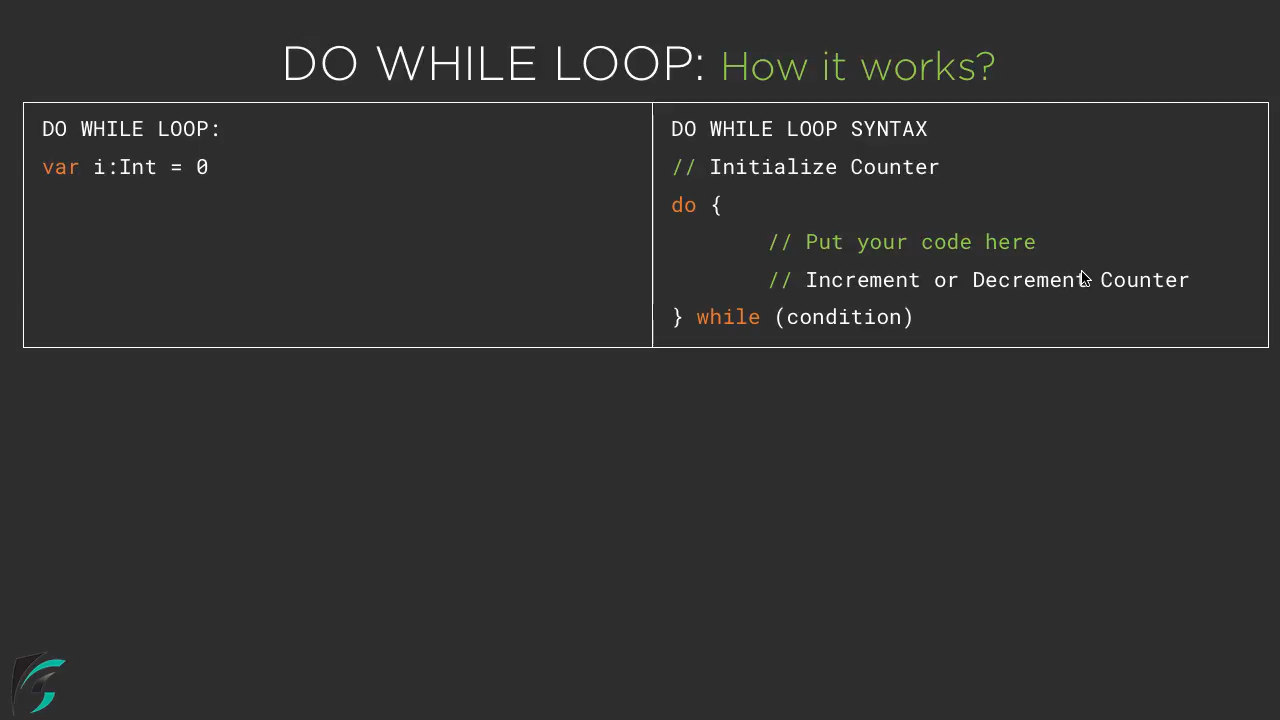 DO WHILE LOOP: How it works?
DO WHILE LOOP:
var i:Int = 0
DO WHILE LOOP SYNTAX
// Initialize Counter
do {
// Put your code here
// Increment or Decrement Counter
} while (condition)